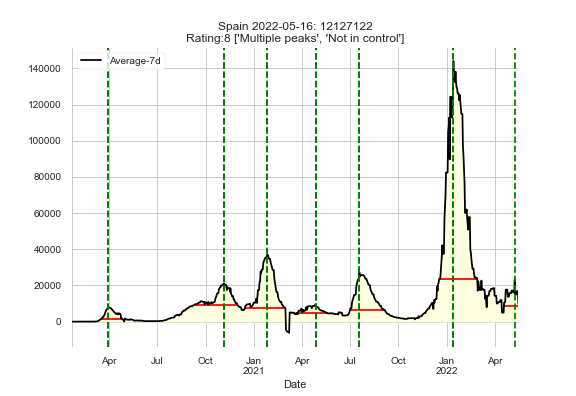 Spain 2022-05-16: 12127122
Rating:8 ['Multiple peaks', 'Not in control']
Average-7d
140000
120000
100000
80000
60000
40000
20000
0
Apr
Jul
Oct
Jan
2021
Apr
Jul
Oct
Jan
2022
Apr
Date